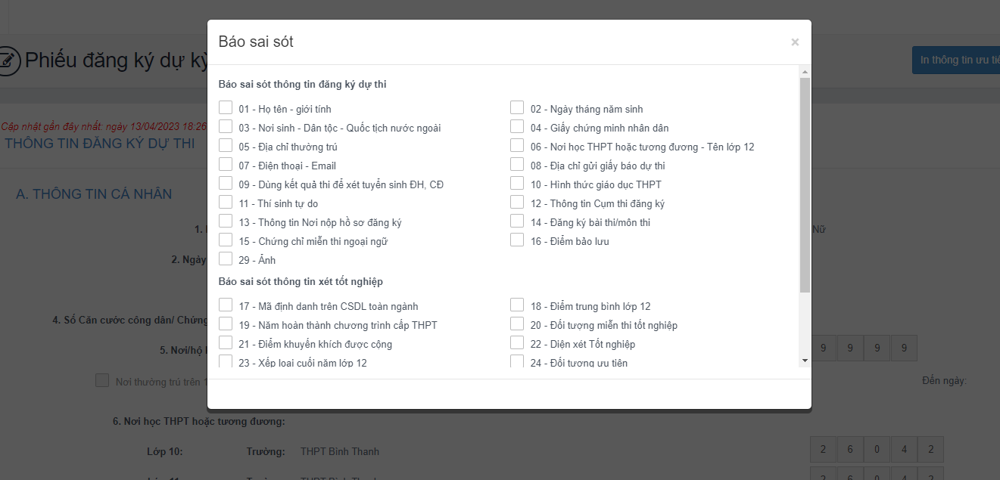 Báo sai sót
×
Phiếu đăng ký dự kỳ
In thông tin ưu
Báo sai sót thông tin đăng ký dự thi
01 - Họ tên - giới tính
02 - Ngày tháng năm sinh
03 - Nơi sinh - Dân tộc - Quốc tịch nước ngoài
04 - Giấy chứng minh nhân dân
05 - Địa chỉ thường trú
06 - Nơi học THPT hoặc tương đương - Tên lớp 12
07 - Điện thoại - Email
08 - Địa chỉ gửi giấy báo dự thi
09 - Dùng kết quả thi để xét tuyển sinh ĐH, CĐ
10 - Hình thức giáo dục THPT
11 - Thí sinh tự do
12 - Thông tin Cụm thi đăng ký
13 - Thông tin Nơi nộp hồ sơ đăng ký
14 - Đăng ký bài thi/môn thi
15 - Chứng chỉ miễn thi ngoại ngữ
16 - Điểm bảo lưu
29 - Ảnh
Báo sai sót thông tin xét tốt nghiệp
17 - Mã định danh trên CSDL toàn ngành
18 - Điểm trung bình lớp 12
19 - Năm hoàn thành chương trình cấp THPT
20 - Đối tượng miễn thi tốt nghiệp
21 - Điểm khuyến khích được cộng
22 - Diện xét Tốt nghiệp
23 - Xếp loại cuối năm lớp 12
24 - Đối tượng ưu tiên
Cập nhật gần đây nhất: ngày 13/04/2023 18:26
THÔNG TIN ĐĂNG KÝ DỰ THI
A. THÔNG TIN CÁ NHÂN
1.
Nữ
2. Ngày
4. Số Căn cước công dân/ Chứng
5. Nơi/hộ
9 9 9 9
Nơi thường trú trên
Đến ngày:
6. Nơi học THPT hoặc tương đương:
Lớp 10: Trường: THPT Bình Thanh 2 6 0 4 2